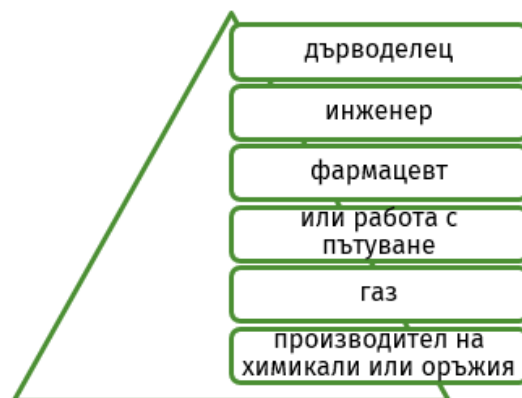 дърводелец
инженер
фармацевт
или работа с
пътуване
газ
производител на
химикали или оръжия